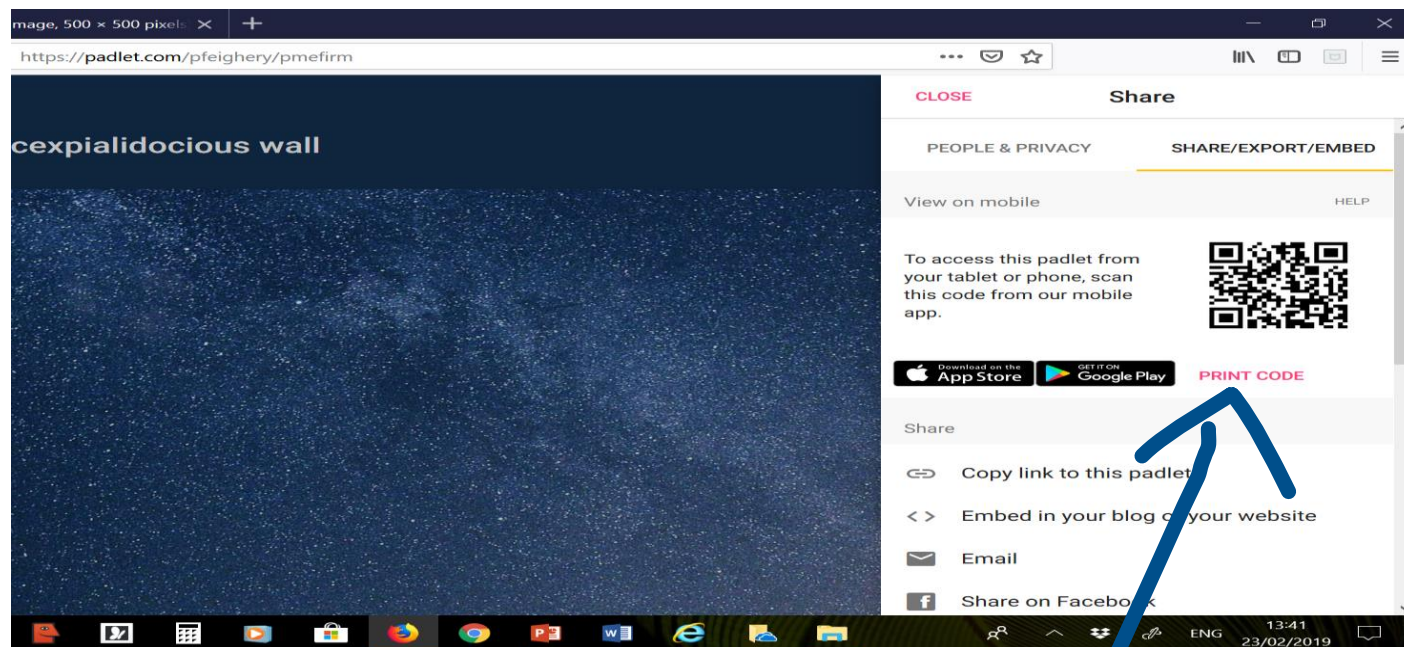 mage, 500 × 500 pixels
https://padlet.com/pfeighery/pmefirm
CLOSE Share
cexpialidocious wall
PEOPLE & PRIVACY SHARE/EXPORT/EMBED
View on mobile HELP
To access this padlet from
your tablet or phone, scan
this code from our mobile
app.
Download on the
App Store
GET IT ON
Google Play
PRINT CODE
Share
Copy link to this padlet
Embed in your blog or your website
Email
Share on Facebook
ENG 13:41
23/02/2019